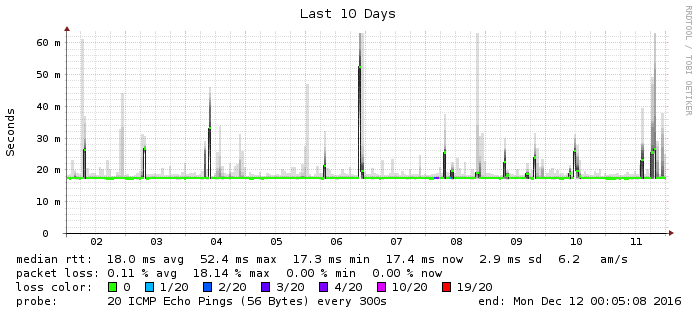 Last 10 Days
RRDTOOL / TOBI OETIKER
Seconds
60 m
50 m
40 m
30 m
20 m
10 m
0
02 03 04 05 06 07 08 09 10 11
median rtt: 18.0 ms avg 52.4 ms max 17.3 ms min 17.4 ms now 2.9 ms sd 6.2 am/s
packet loss: 0.11 % avg 18.14 % max 0.00 % min 0.00 % now
loss color: 0 1/20 2/20 3/20 4/20 10/20 19/20
probe: 20 ICMP Echo Pings (56 Bytes) every 300s end: Mon Dec 12 00:05:08 2016